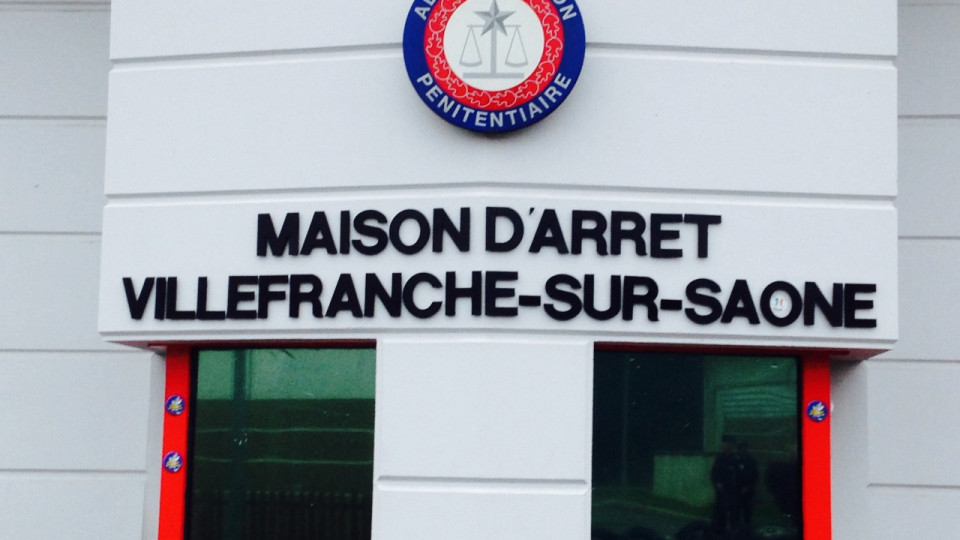 PENITENTIAIRE
MAISON D'ARRET
VILLEFRANCHE-SUR-SAONE